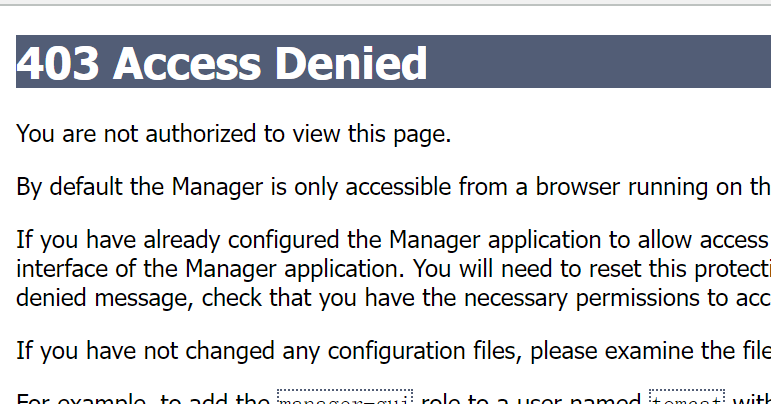 403 Access Denied
You are not authorized to view this page.
By default the Manager is only accessible from a browser running on th
If you have already configured the Manager application to allow access
interface of the Manager application. You will need to reset this protecti
denied message, check that you have the necessary permissions to acc
If you have not changed any configuration files, please examine the file
For example, to add the manager-gui role to a user named tomcat with